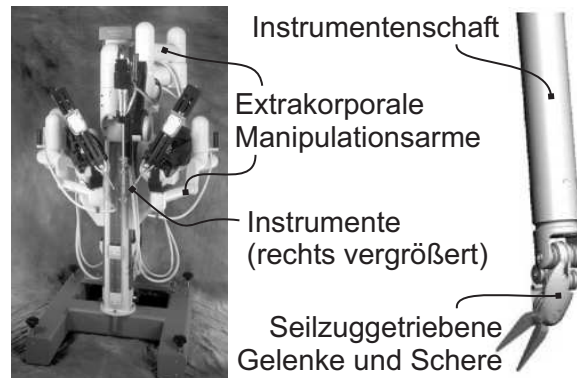 Instrumentenschaft
Extrakorporale
Manipulationsarme
Instrumente
(rechts vergrößert)
Seilzuggetriebene
Gelenke und Schere